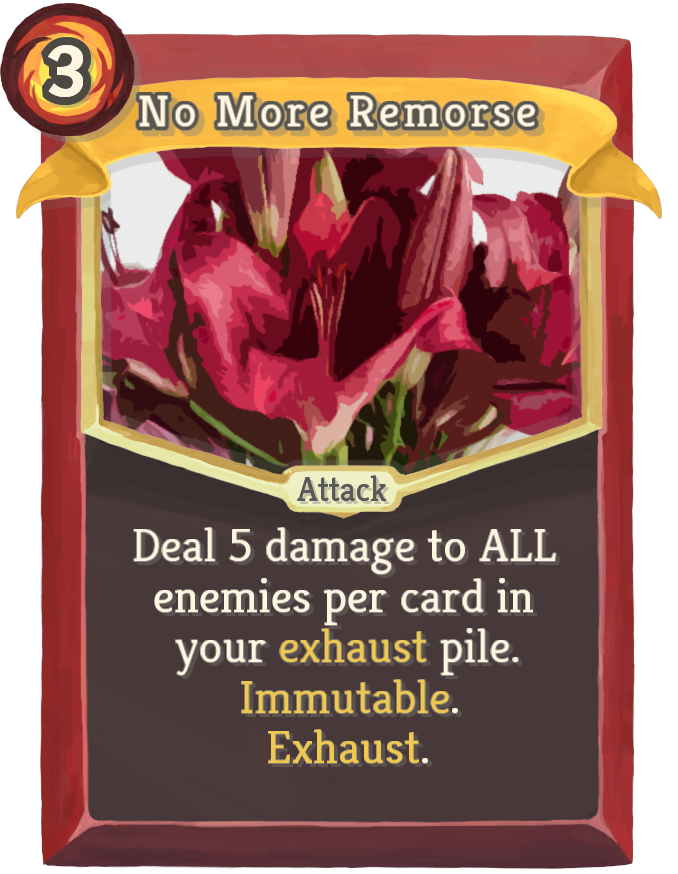 3
No More Remorse
Attack
Deal 5 damage to ALL
enemies per card in
your exhaust pile.
Immutable.
Exhaust.